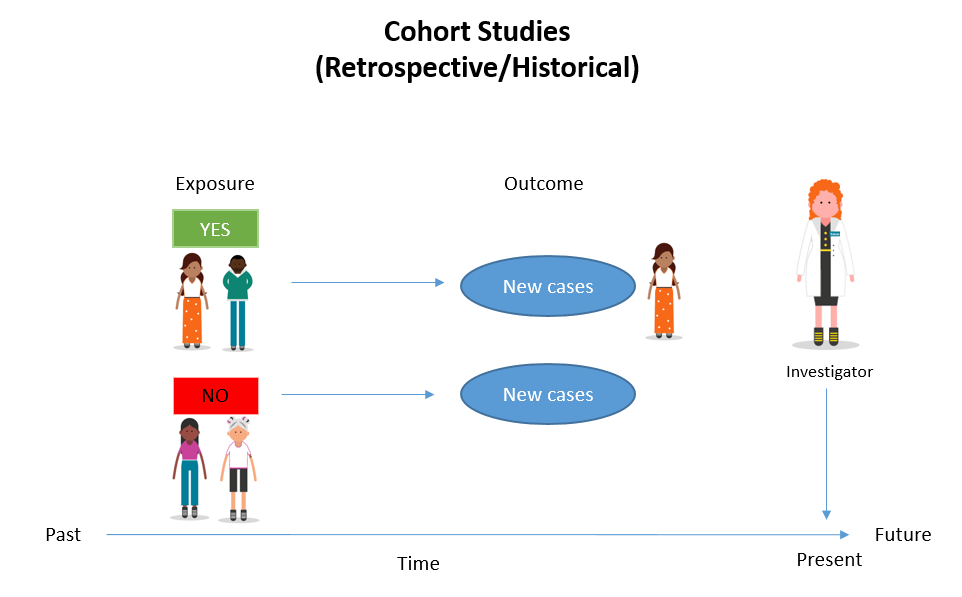 Cohort Studies
(Retrospective/Historical)
Exposure
Outcome
YES
New cases
Investigator
NO
New cases
Past
Future
Present
Time